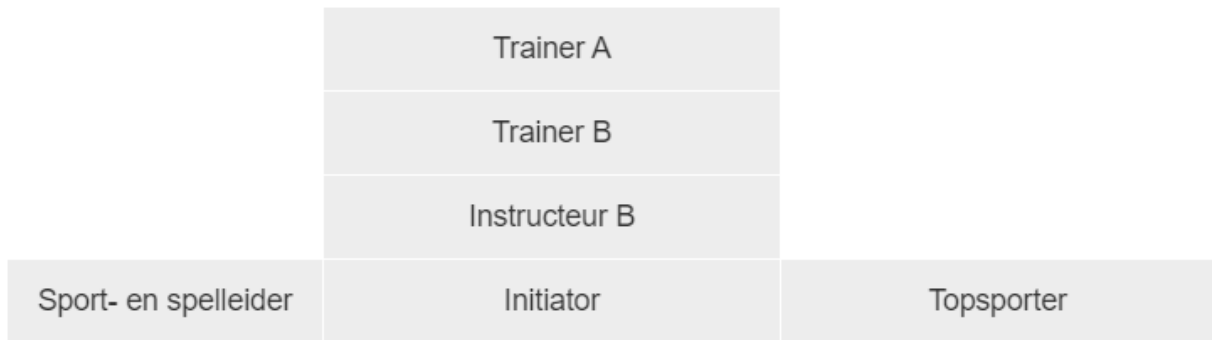 Trainer A
Trainer B
Instructeur B
Sport- en spelleider
Initiator
Topsporter